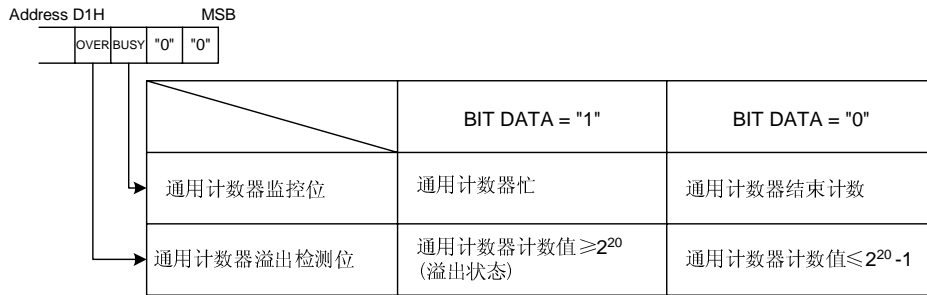 Address D1H MSB
OVER BUSY "0" "0"
BIT DATA = "1" BIT DATA = "0"
通用计数器监控位 通用计数器忙 通用计数器结束计数
通用计数器溢出检测位 通用计数器计数值≥2²⁰ 通用计数器计数值≤2²⁰-1
(溢出状态)